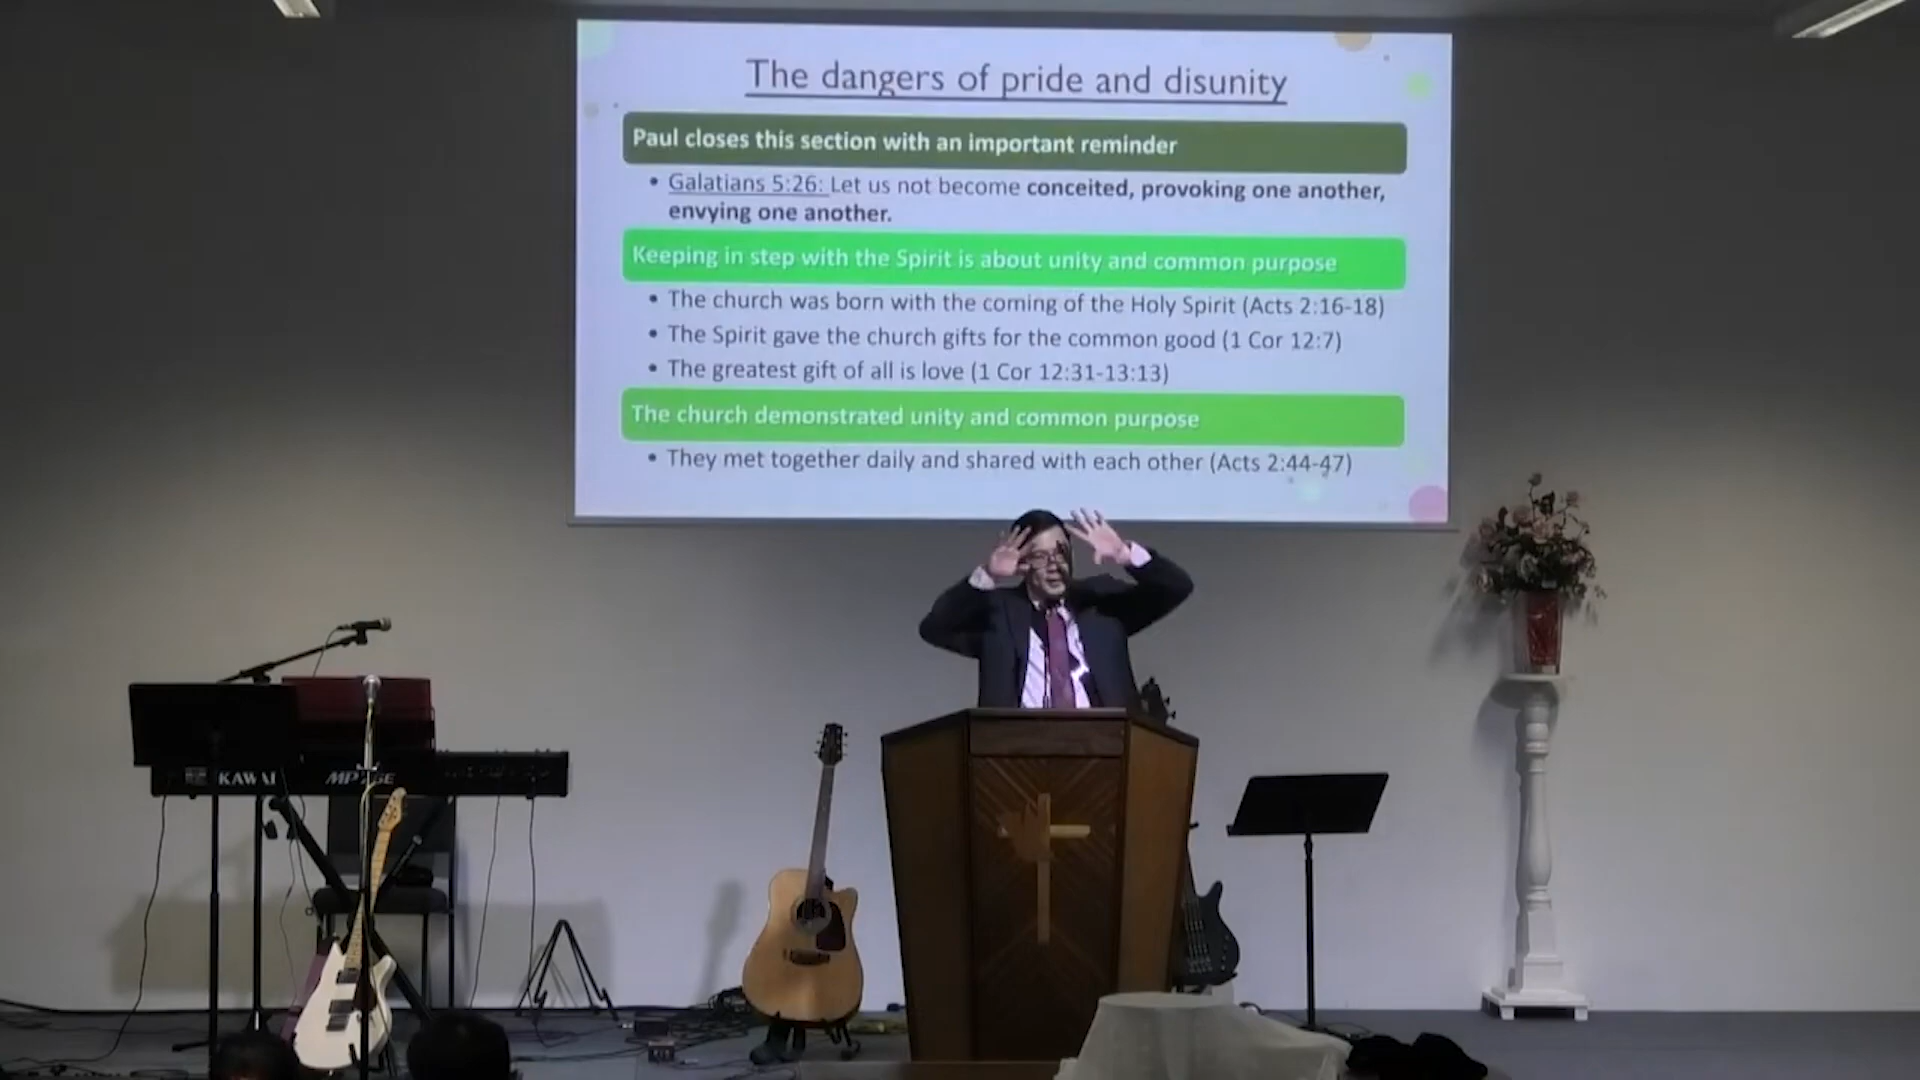 The dangers of pride and disunity
Paul closes this section with an important reminder
• Galatians 5:26: Let us not become conceited, provoking one another,
envying one another.
Keeping in step with the Spirit is about unity and common purpose
• The church was born with the coming of the Holy Spirit (Acts 2:16-18)
• The Spirit gave the church gifts for the common good (1 Cor 12:7)
• The greatest gift of all is love (1 Cor 12:31-13:13)
The church demonstrated unity and common purpose
• They met together daily and shared with each other (Acts 2:44-47)
KAWAI